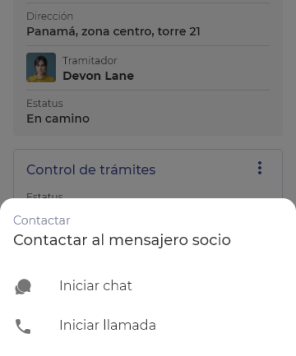 Dirección
Panamá, zona centro, torre 21
Tramitador
Devon Lane
Estatus
En camino
Control de trámites
Estatus
Contactar
Contactar al mensajero socio
Iniciar chat
Iniciar llamada